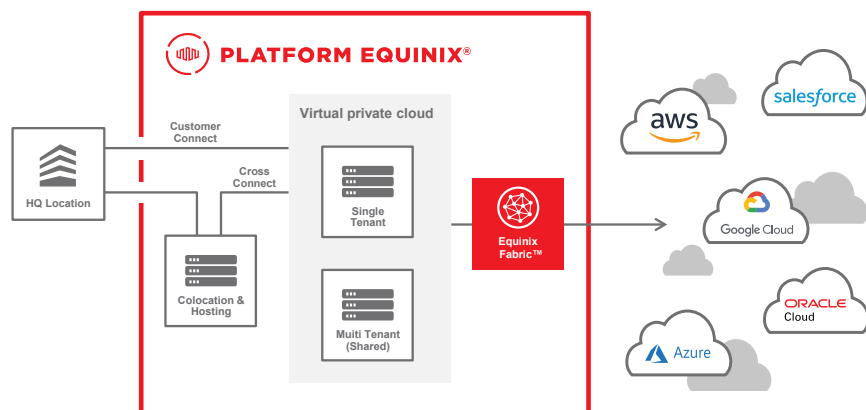 PLATFORM EQUINIX®
Virtual private cloud
Customer
Connect
Cross
Connect
HQ Location
Single
Tenant
Colocation &
Hosting
Muiti Tenant
(Shared)
Equinix
Fabric™
aws
salesforce
Google Cloud
ORACLE
Cloud
Azure